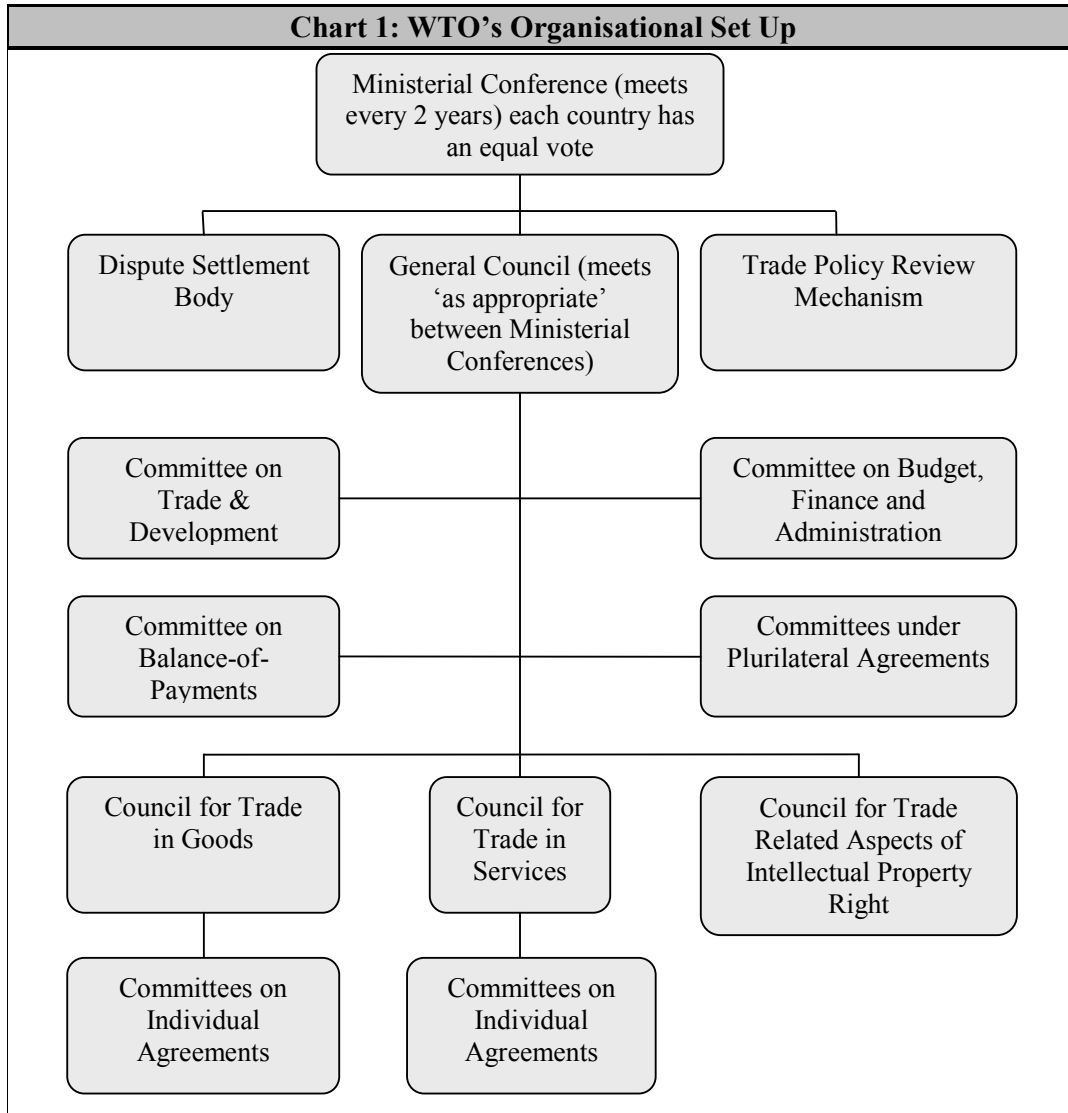 Chart 1: WTO’s Organisational Set Up
Ministerial Conference (meets
every 2 years) each country has
an equal vote
Dispute Settlement
Body
General Council (meets
‘as appropriate’
between Ministerial
Conferences)
Trade Policy Review
Mechanism
Committee on
Trade &
Development
Committee on Budget,
Finance and
Administration
Committee on
Balance-of-
Payments
Committees under
Plurilateral Agreements
Council for Trade
in Goods
Council for
Trade in
Services
Council for Trade
Related Aspects of
Intellectual Property
Right
Committees on
Individual
Agreements
Committees on
Individual
Agreements